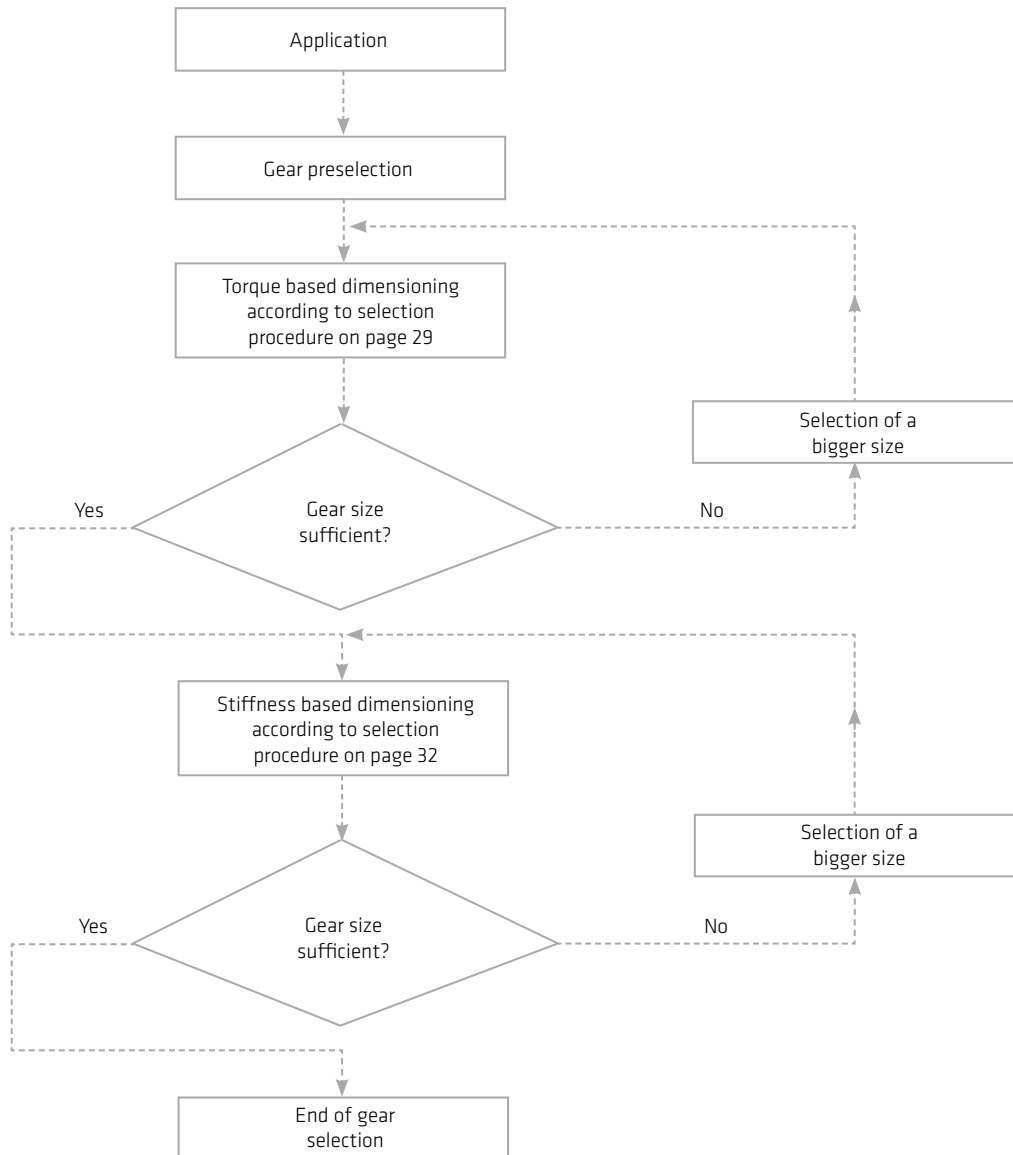 Application
Gear preselection
Torque based dimensioning
according to selection
procedure on page 29
Selection of a
bigger size
Yes
Gear size
sufficient?
No
Stiffness based dimensioning
according to selection
procedure on page 32
Selection of a
bigger size
Yes
Gear size
sufficient?
No
End of gear
selection